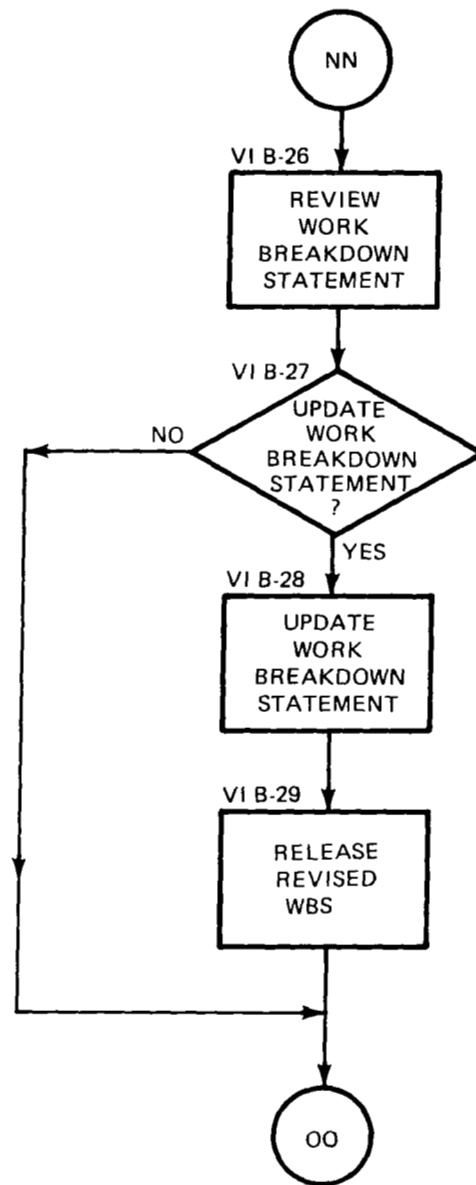 NN
VI B-26
REVIEW
WORK
BREAKDOWN
STATEMENT
VI B-27
UPDATE
WORK
BREAKDOWN
STATEMENT
?
NO
YES
VI B-28
UPDATE
WORK
BREAKDOWN
STATEMENT
VI B-29
RELEASE
REVISED
WBS
OO